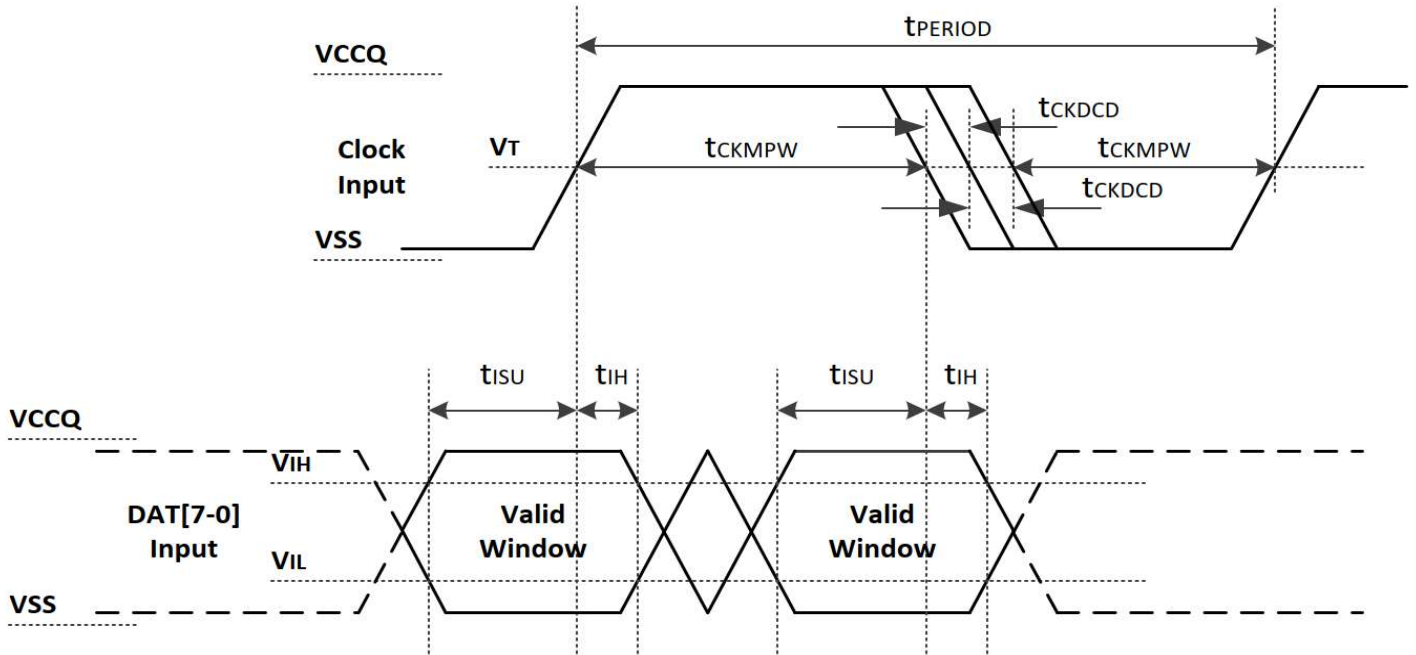 tPERIOD
VCCQ
tCKDCD
Clock
Input
VT
tCKMPW
tCKMPW
tCKDCD
VSS
tISU
tIH
tISU
tIH
VCCQ
VIH
DAT[7-0]
Input
Valid
Window
Valid
Window
VIL
VSS